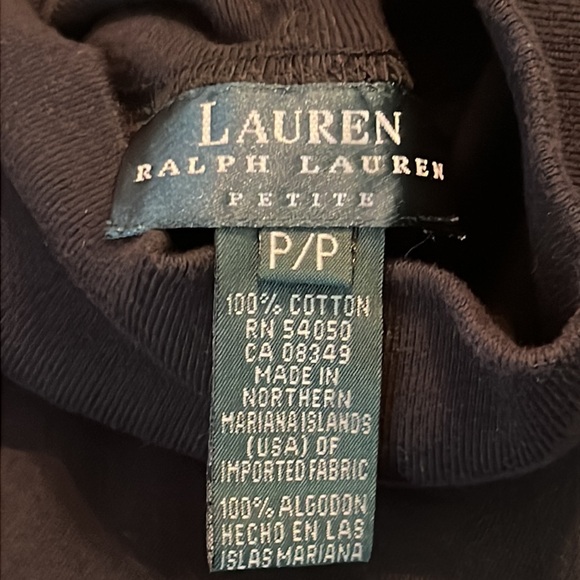 LAUREN
RALPH LAUREN
PETITE
P/P
100% COTTON
RN 54050
CA 08349
MADE IN
NORTHERN
MARIANA ISLANDS
(USA) OF
IMPORTED FABRIC
100% ALGODON
HECHO EN LAS
ISLAS MARIANA